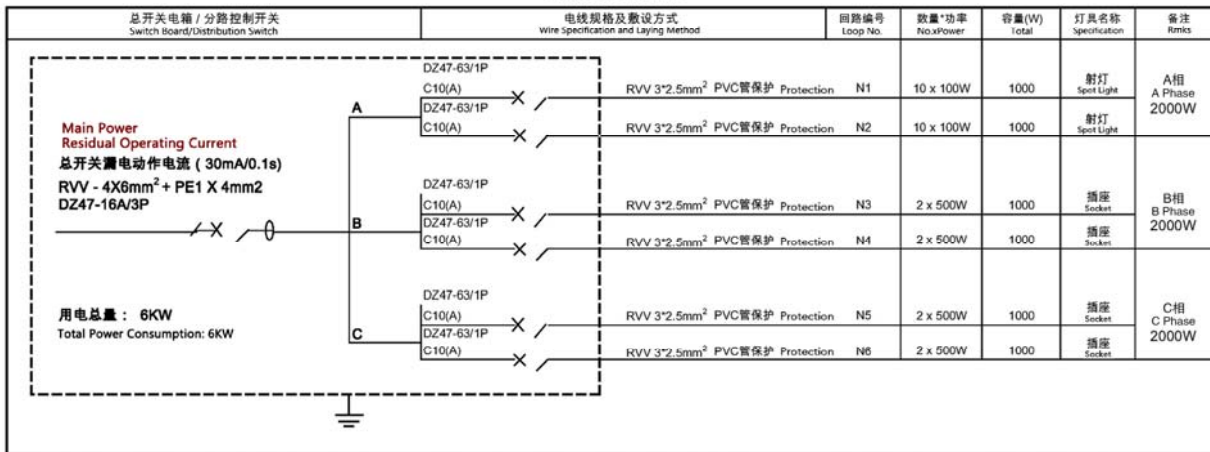 总开关电箱 / 分路控制开关
Switch Board/Distribution Switch
电线规格及敷设方式
Wire Specification and Laying Method
回路编号
Loop No.
数量*功率
No.xPower
容量(W)
Total
灯具名称
Specification
备注
Rmks
Main Power
Residual Operating Current
总开关漏电动作电流 ( 30mA/0.1s)
RVV - 4X6mm² + PE1 X 4mm2
DZ47-16A/3P
用电总量： 6KW
Total Power Consumption: 6KW
A
DZ47-63/1P
C10(A)
RVV 3*2.5mm² PVC管保护 Protection N1 10 x 100W 1000 射灯
Spot Light
DZ47-63/1P
C10(A)
RVV 3*2.5mm² PVC管保护 Protection N2 10 x 100W 1000 射灯
Spot Light
A相
A Phase
2000W
B
DZ47-63/1P
C10(A)
RVV 3*2.5mm² PVC管保护 Protection N3 2 x 500W 1000 插座
Socket
DZ47-63/1P
C10(A)
RVV 3*2.5mm² PVC管保护 Protection N4 2 x 500W 1000 插座
Socket
B相
B Phase
2000W
C
DZ47-63/1P
C10(A)
RVV 3*2.5mm² PVC管保护 Protection N5 2 x 500W 1000 插座
Socket
DZ47-63/1P
C10(A)
RVV 3*2.5mm² PVC管保护 Protection N6 2 x 500W 1000 插座
Socket
C相
C Phase
2000W